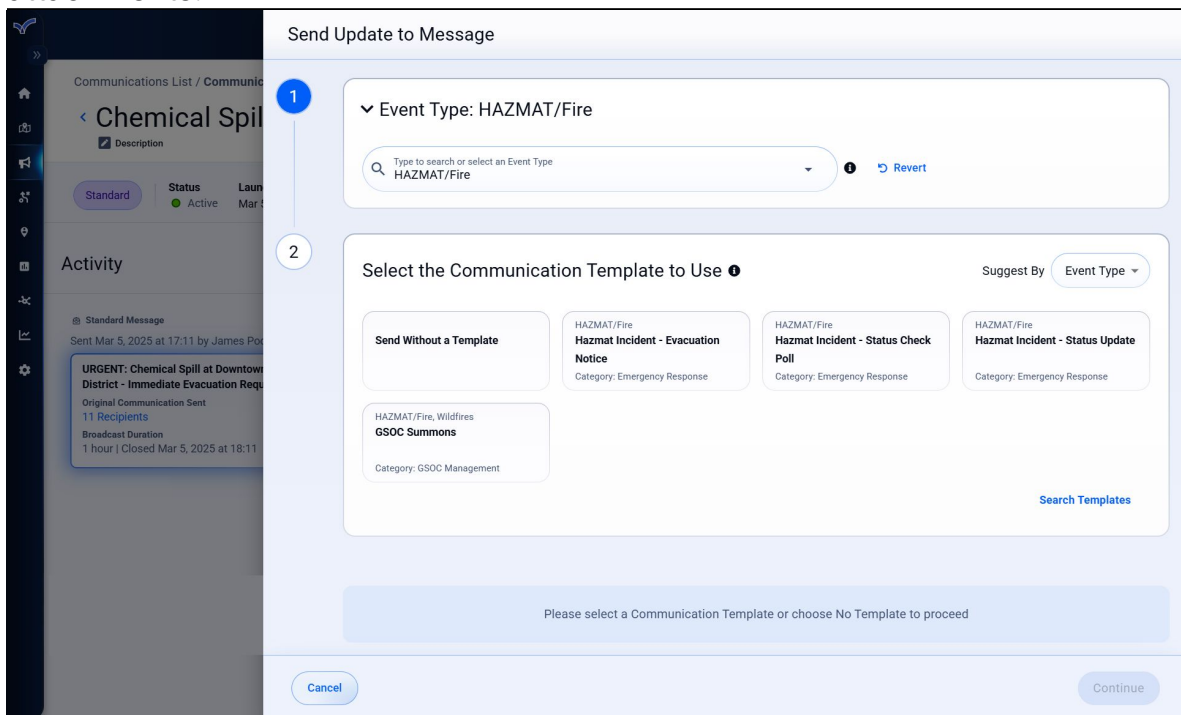 Send Update to Message
Communications List / Communic
Chemical Spil
Description
Standard
Status
Active
Laun
Mar 5
Activity
Standard Message
Sent Mar 5, 2025 at 17:11 by James Poo
URGENT: Chemical Spill at Downtown
District - Immediate Evacuation Requ
Original Communication Sent
11 Recipients
Broadcast Duration
1 hour | Closed Mar 5, 2025 at 18:11
1
Event Type: HAZMAT/Fire
Type to search or select an Event Type
HAZMAT/Fire
Revert
2
Select the Communication Template to Use
Suggest By
Event Type
Send Without a Template
HAZMAT/Fire
Hazmat Incident - Evacuation
Notice
Category: Emergency Response
HAZMAT/Fire
Hazmat Incident - Status Check
Poll
Category: Emergency Response
HAZMAT/Fire
Hazmat Incident - Status Update
Category: Emergency Response
HAZMAT/Fire, Wildfires
GSOC Summons
Category: GSOC Management
Search Templates
Please select a Communication Template or choose No Template to proceed
Cancel
Continue